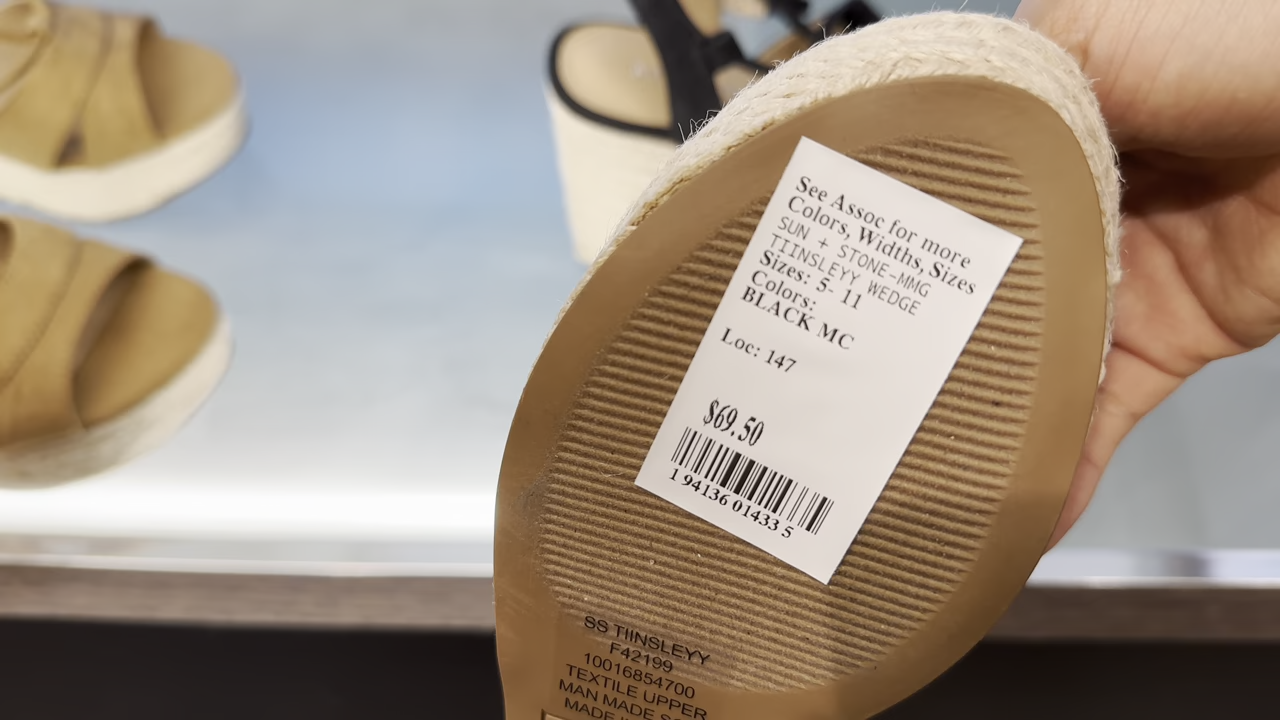 See Assoc for more
Colors, Widths, Sizes
SUN + STONE-MMG
TIINSLEYY WEDGE
Sizes: 5- 11
Colors:
BLACK MC
Loc: 147
$69.50
1 94136 01433 5
SS TIINSLEYY
F42199
10016854700
TEXTILE UPPER
MAN MADE
MADE